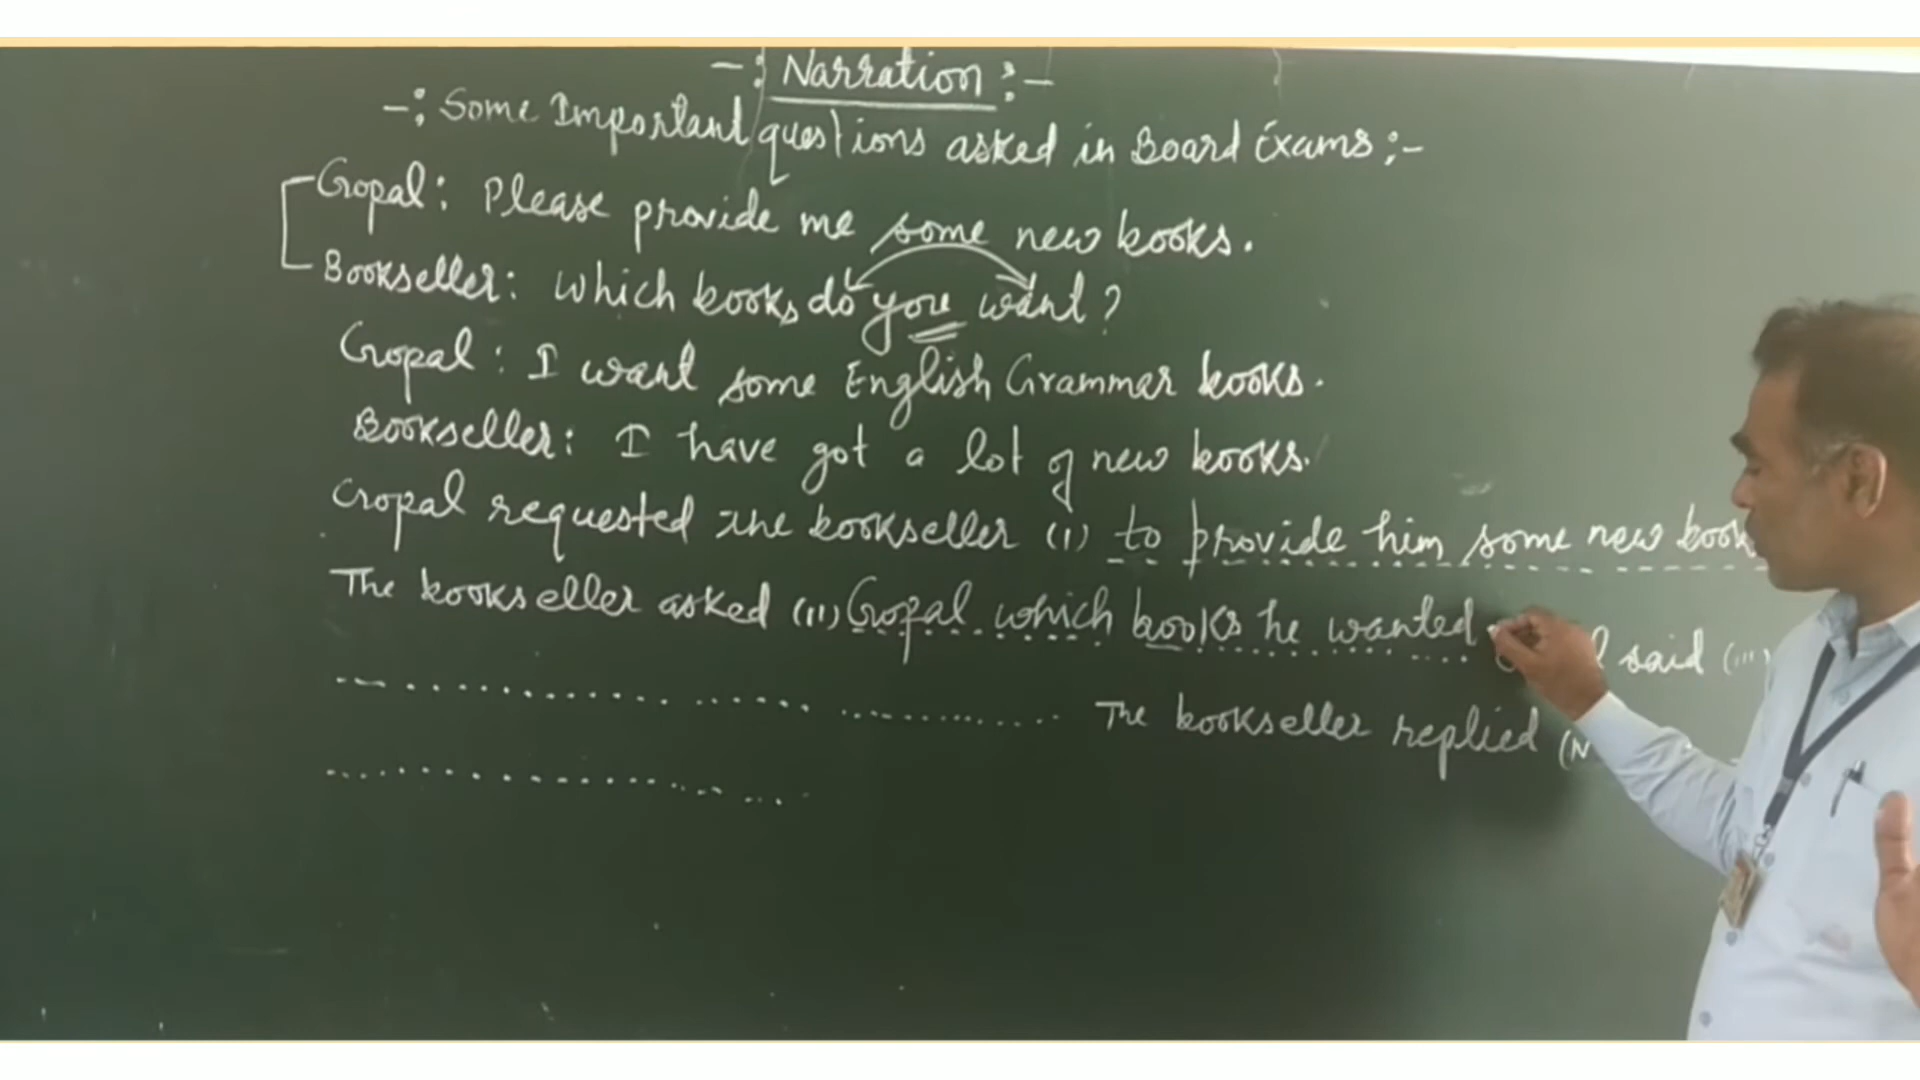 -: Narration :-
-: Some Important questions asked in Board Exams :-
Gopal: Please provide me some new books.
Bookseller: Which books do you want?
Gopal: I want some English Grammer books.
Bookseller: I have got a lot of new books.
Gopal requested the bookseller (I) to provide him some new book
The bookseller asked (II) Gopal which books he wanted said (III)
.................... The bookseller replied
....................